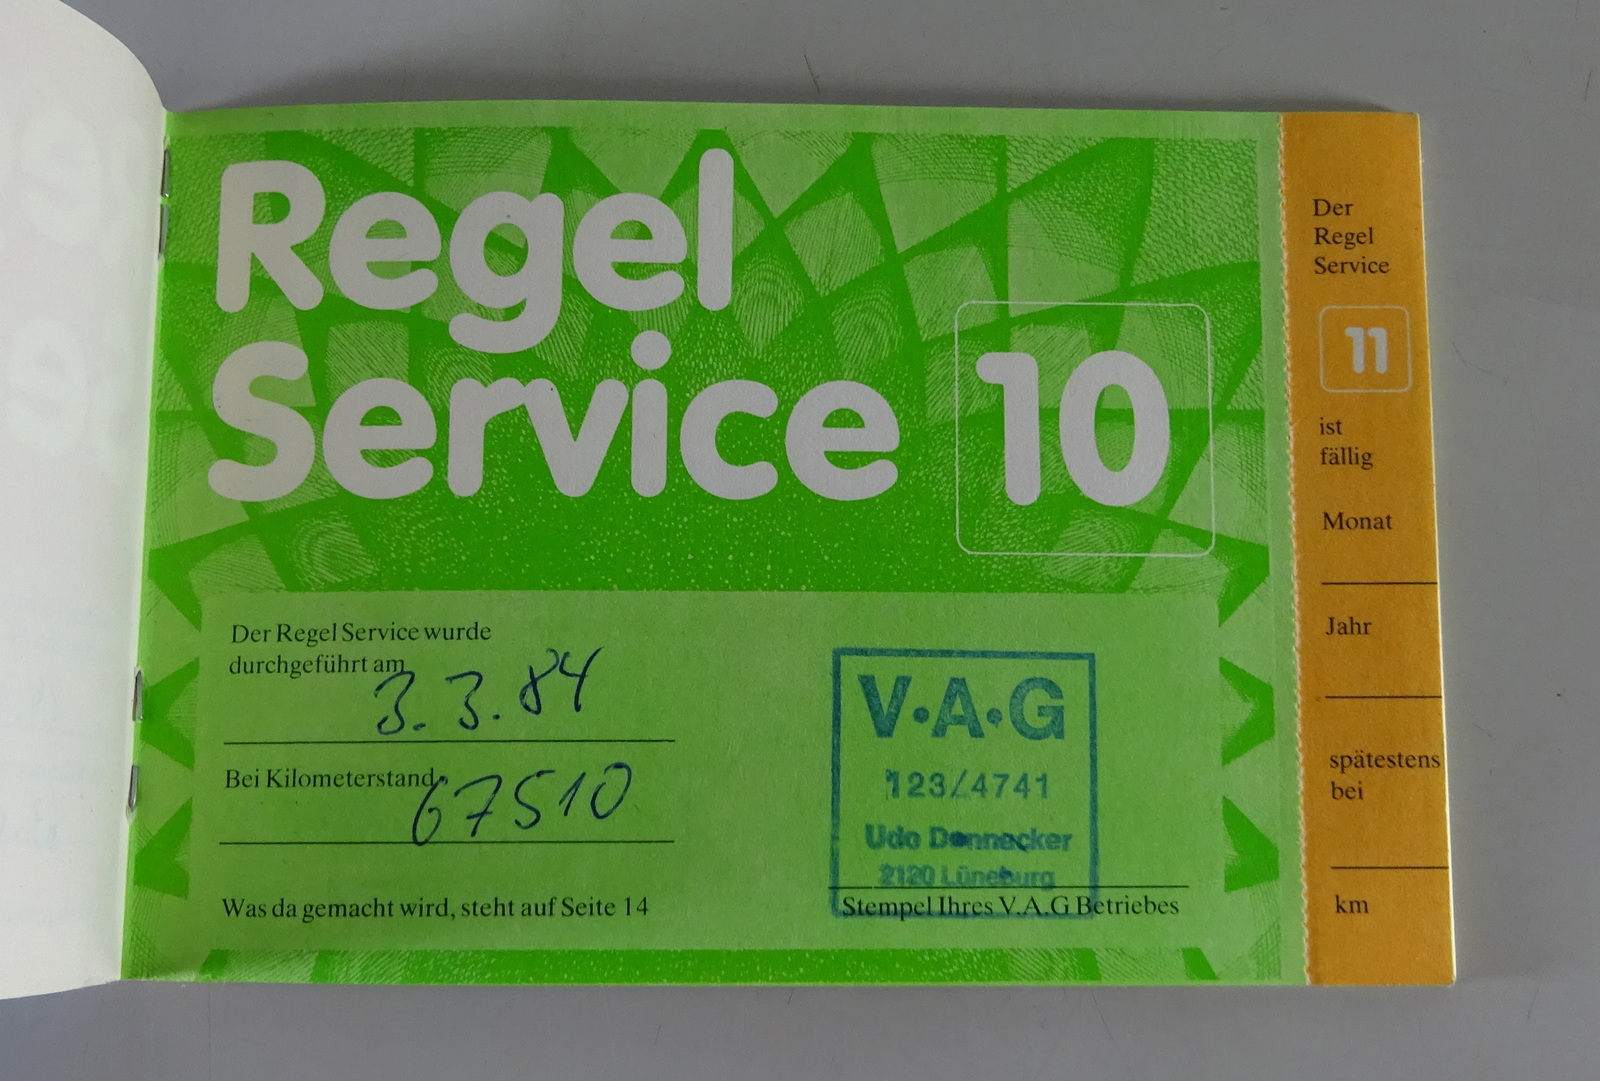 Regel
Service 10
Der Regel Service wurde
durchgeführt am
3.3.84
Bei Kilometerstand
67510
Was da gemacht wird, steht auf Seite 14
V•A•G
123/4741
Udo Dannacker
2120 Lüneburg
Stempel Ihres V.A.G Betriebes
Der
Regel
Service
11
ist
fällig
Monat
Jahr
spätestens
bei
km